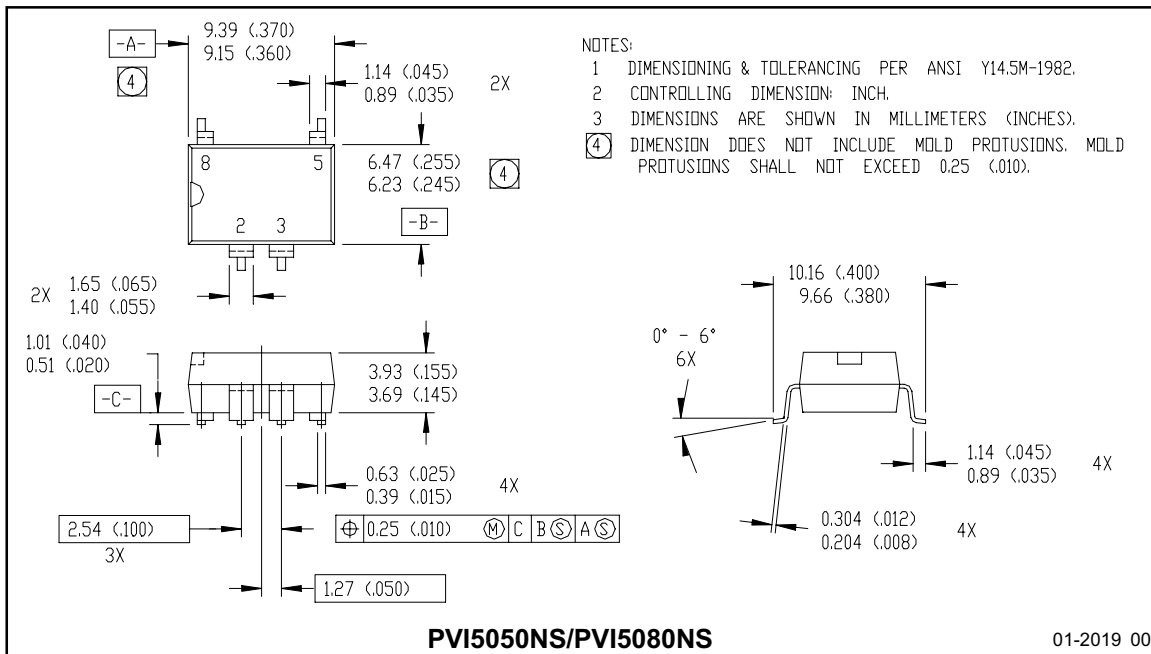 -A-
9.39 (.370)
9.15 (.360)
4
1.14 (.045)
0.89 (.035)
2X
8
5
6.47 (.255)
6.23 (.245)
4
2
3
-B-
2X
1.65 (.065)
1.40 (.055)
NOTES:
1 DIMENSIONING & TOLERANCING PER ANSI Y14.5M-1982.
2 CONTROLLING DIMENSION: INCH.
3 DIMENSIONS ARE SHOWN IN MILLIMETERS (INCHES).
4 DIMENSION DOES NOT INCLUDE MOLD PROTUSIONS. MOLD
PROTUSIONS SHALL NOT EXCEED 0.25 (.010).
1.01 (.040)
0.51 (.020)
-C-
3.93 (.155)
3.69 (.145)
0.63 (.025)
0.39 (.015)
4X
2.54 (.100)
3X
⌖ 0.25 (.010) Ⓜ C B Ⓢ A Ⓢ
1.27 (.050)
10.16 (.400)
9.66 (.380)
0° - 6°
6X
1.14 (.045)
0.89 (.035)
4X
0.304 (.012)
0.204 (.008)
4X
PVI5050NS/PVI5080NS
01-2019 00